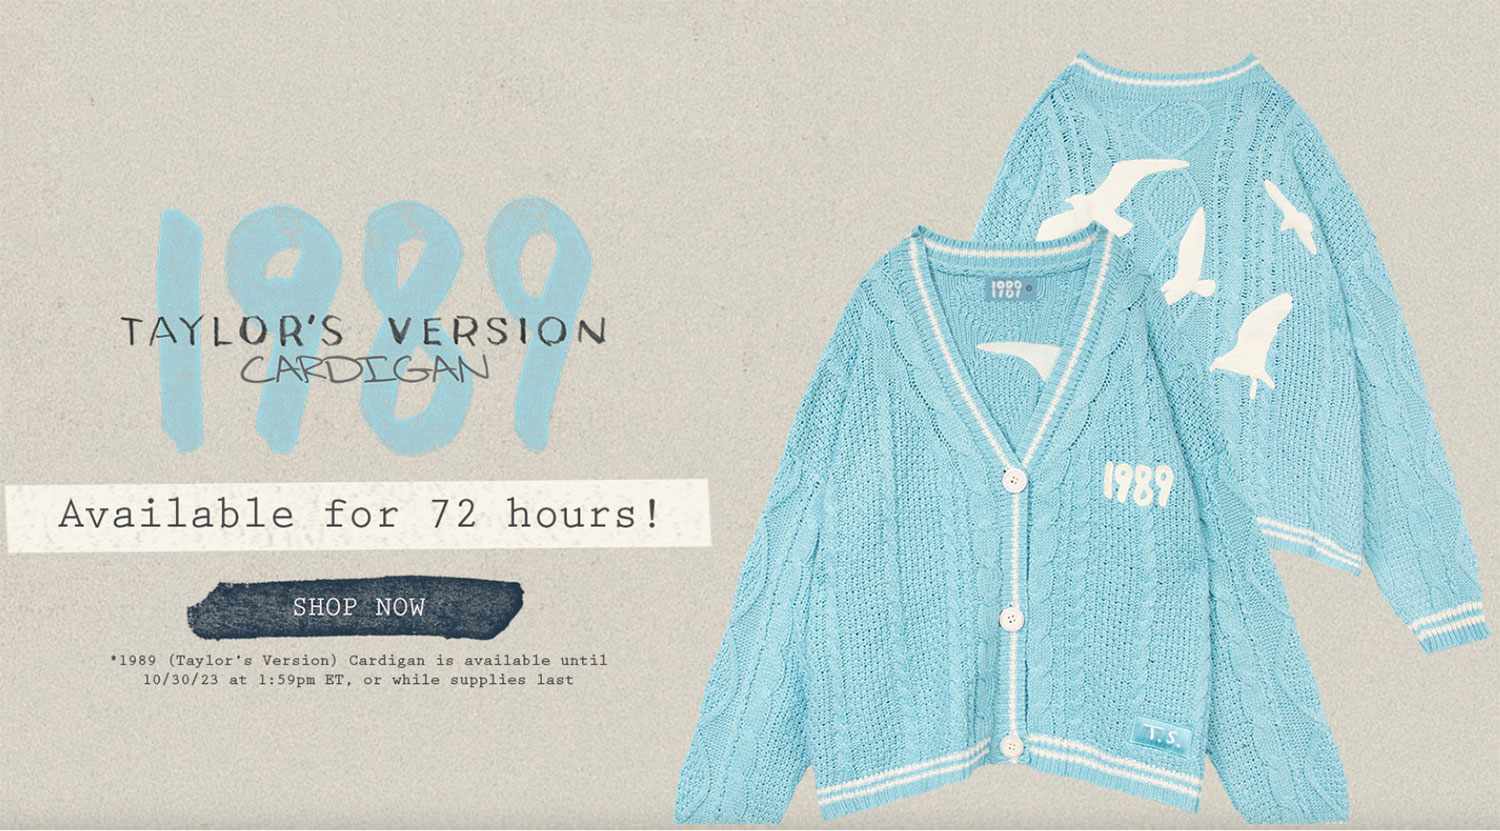 1989
TAYLOR'S VERSION
CARDIGAN
Available for 72 hours!
SHOP NOW
*1989 (Taylor's Version) Cardigan is available until
10/30/23 at 1:59pm ET, or while supplies last
1989
1989
T.S.